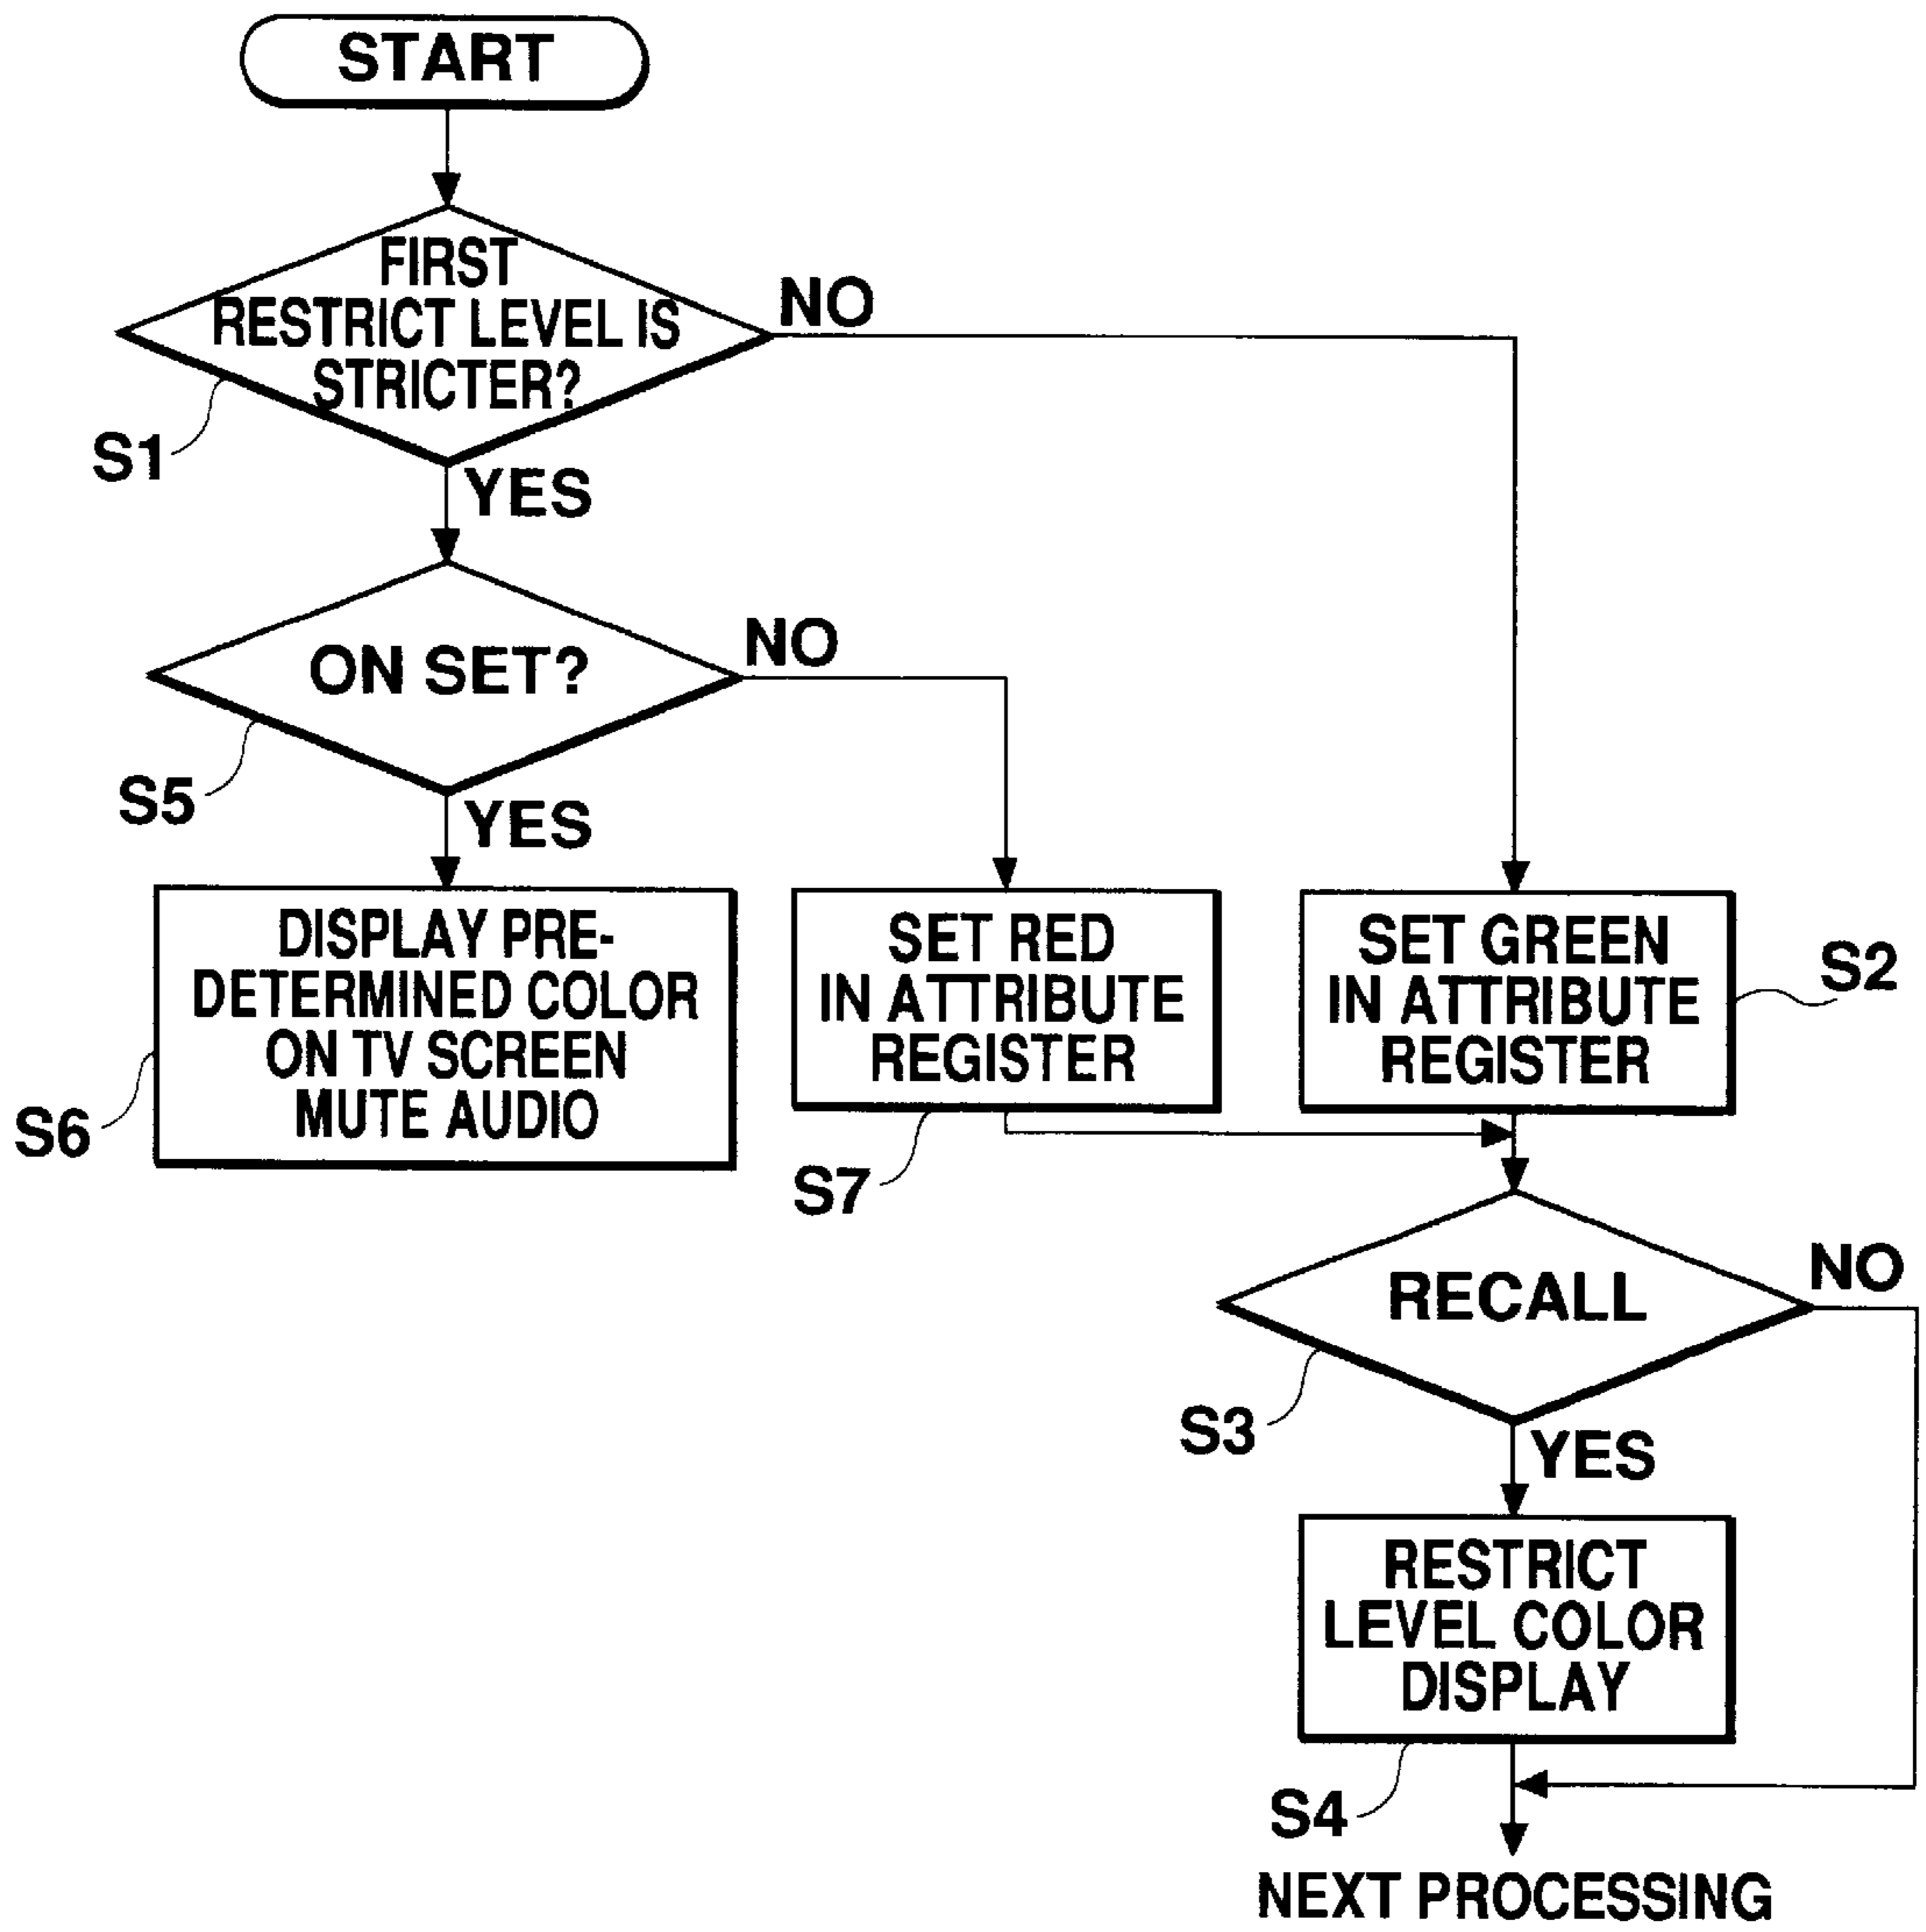 START
FIRST
RESTRICT LEVEL IS
STRICTER?
NO
S1
YES
ON SET?
NO
S5
YES
DISPLAY PRE-
DETERMINED COLOR
ON TV SCREEN
MUTE AUDIO
S6
SET RED
IN ATTRIBUTE
REGISTER
S7
SET GREEN
IN ATTRIBUTE
REGISTER
S2
RECALL
NO
S3
YES
RESTRICT
LEVEL COLOR
DISPLAY
S4
NEXT PROCESSING